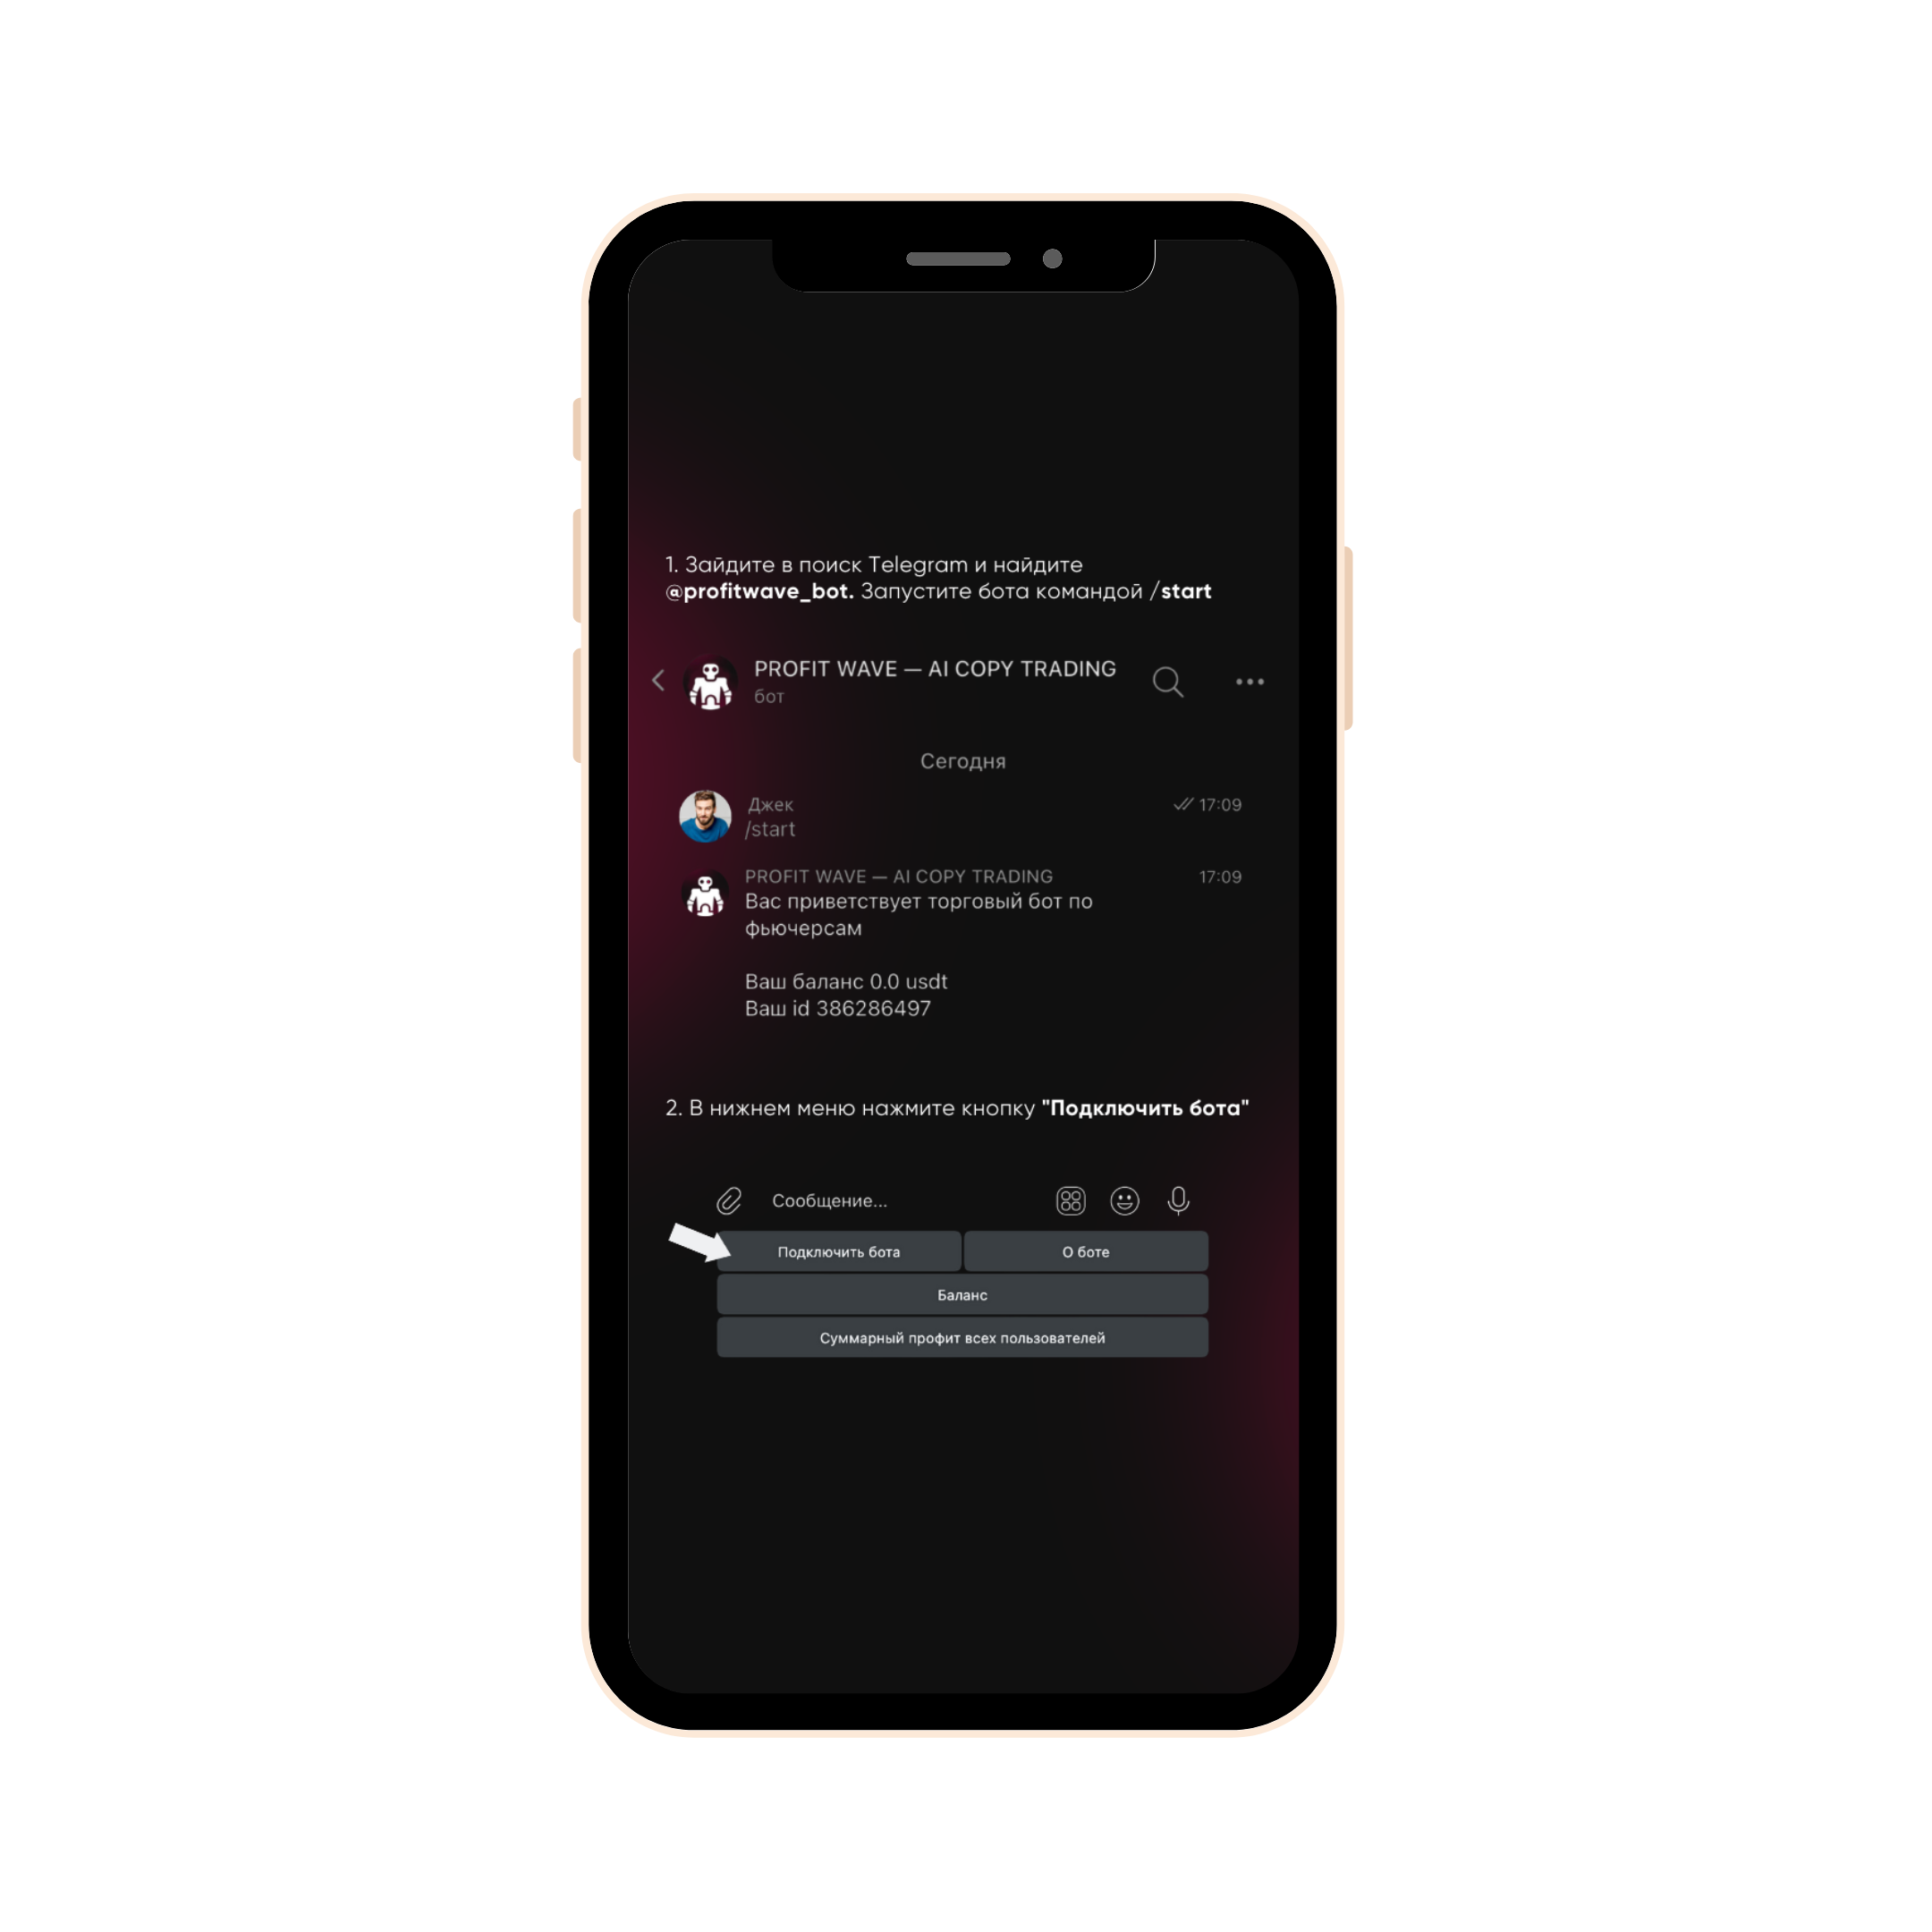 1. Зайдите в поиск Telegram и найдите
@profitwave_bot. Запустите бота командой /start
PROFIT WAVE — AI COPY TRADING
бот
Сегодня
Джек 17:09
/start
PROFIT WAVE — AI COPY TRADING 17:09
Вас приветствует торговый бот по
фьючерсам
Ваш баланс 0.0 usdt
Ваш id 386286497
2. В нижнем меню нажмите кнопку "Подключить бота"
Сообщение...
Подключить бота О боте
Баланс
Суммарный профит всех пользователей